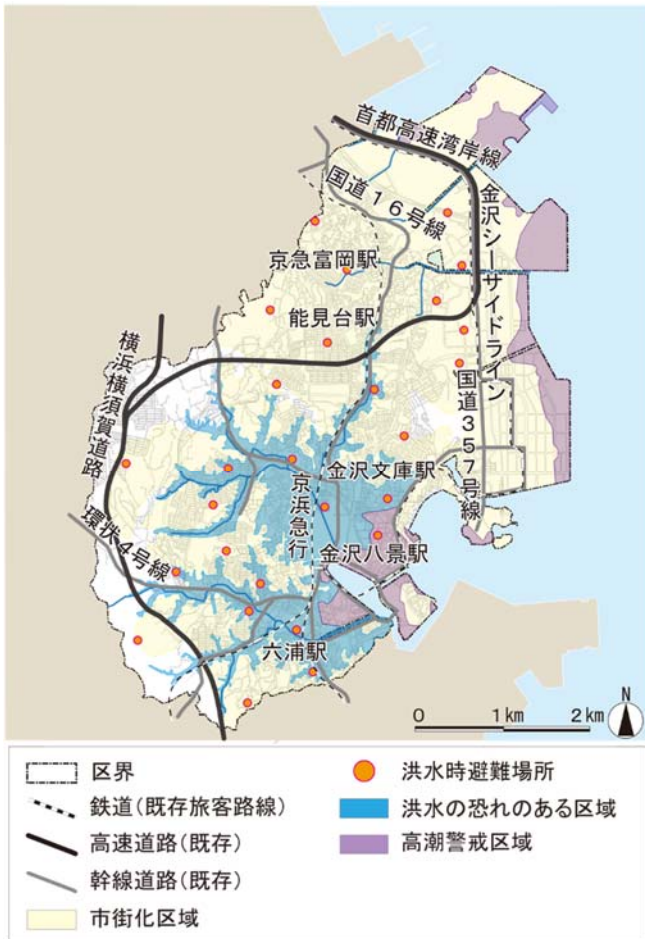 首都高速湾岸線
国道16号線
金沢シーサイドライン
京急富岡駅
能見台駅
横浜横須賀道路
国道357号線
金沢文庫駅
京浜急行
環状4号線
金沢八景駅
六浦駅
N
0 1km 2km
区界
鉄道(既存旅客路線)
高速道路(既存)
幹線道路(既存)
市街化区域
洪水時避難場所
洪水の恐れのある区域
高潮警戒区域